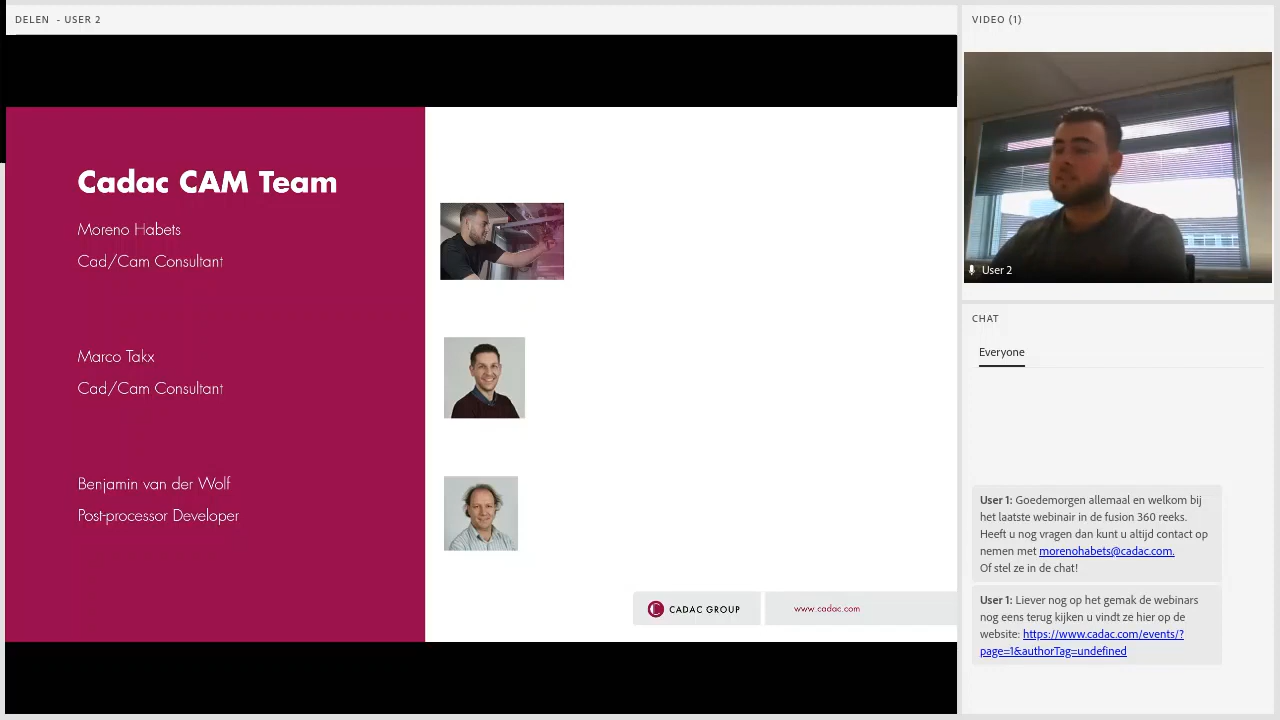 DELEN - USER 2
Cadac CAM Team
Moreno Habets
Cad/Cam Consultant
Marco Takx
Cad/Cam Consultant
Benjamin van der Wolf
Post-processor Developer
CADAC GROUP
www.cadac.com
VIDEO (1)
User 2
CHAT
Everyone
User 1: Goedemorgen allemaal en welkom bij
het laatste webinair in de fusion 360 reeks.
Heeft u nog vragen dan kunt u altijd contact op
nemen met morenohabets@cadac.com.
Of stel ze in de chat!
User 1: Liever nog op het gemak de webinars
nog eens terug kijken u vindt ze hier op de
website: https://www.cadac.com/events/?
page=1&authorTag=undefined